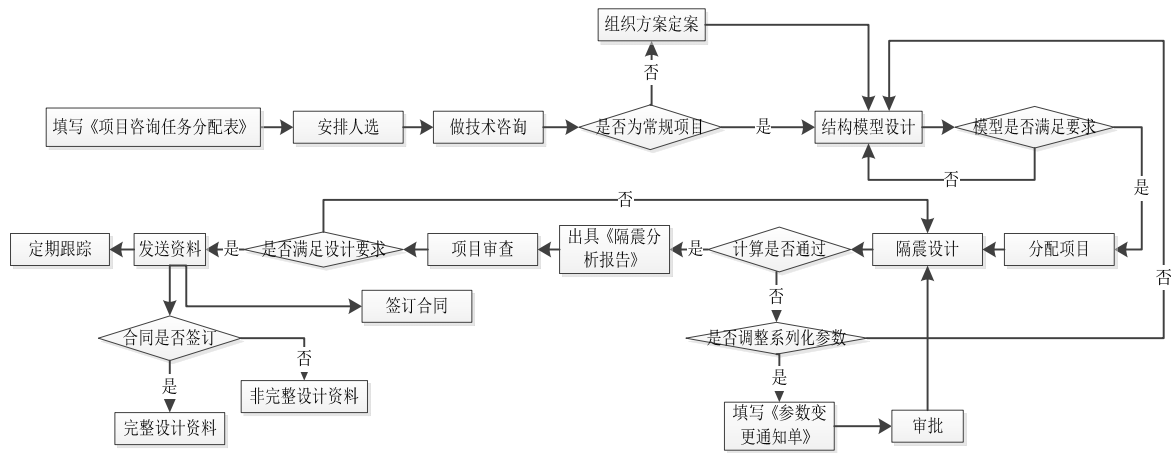 组织方案定案
否
填写《项目咨询任务分配表》
安排人选
做技术咨询
是否为常规项目
是
结构模型设计
模型是否满足要求
否
是
否
定期跟踪
发送资料
是
是否满足设计要求
项目审查
出具《隔震分
析报告》
是
计算是否通过
隔震设计
分配项目
否
否
签订合同
合同是否签订
是否调整系列化参数
否
是
是
非完整设计资料
填写《参数变
更通知单》
审批
完整设计资料